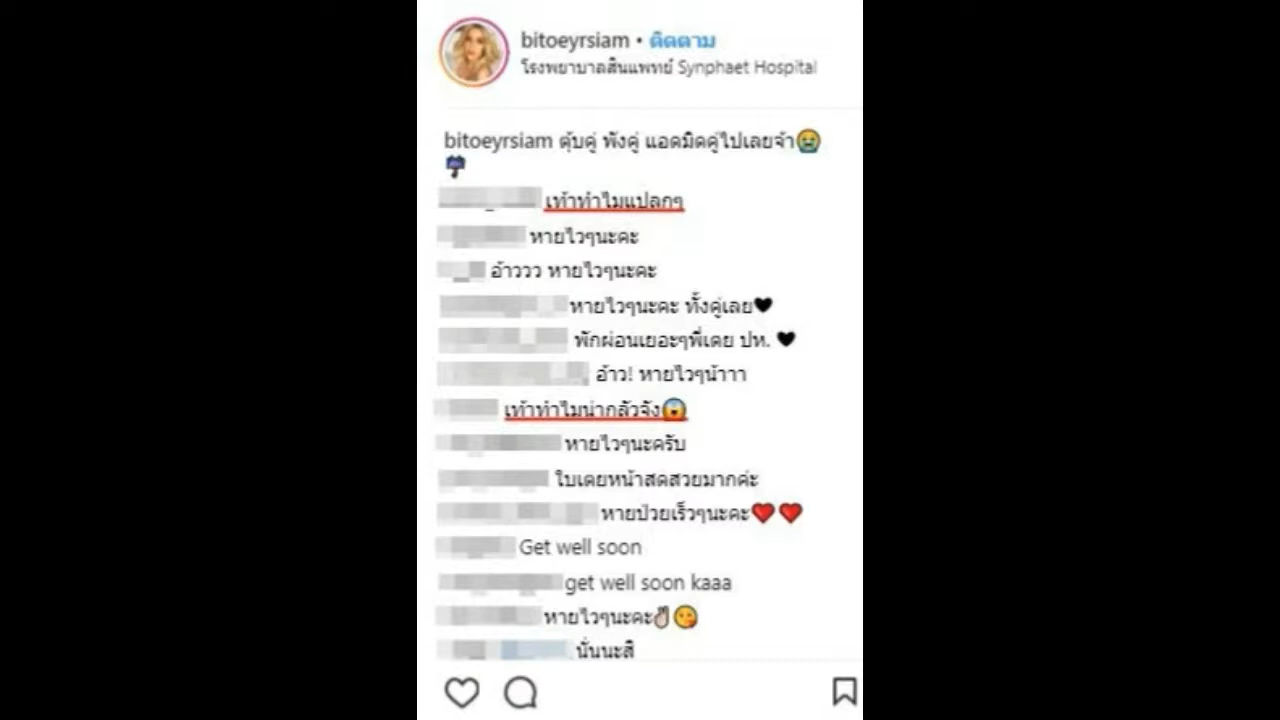 bitoeyrsiam • ติดตาม
โรงพยาบาลสินแพทย์ Synphaet Hospital
bitoeyrsiam ตุ้บคู่ พังคู่ แอดมิดคู่ไปเลยจ้า😭
☔
เท้าทำไมแปลกๆ
หายไวๆนะคะ
อ้าววว หายไวๆนะคะ
หายไวๆนะคะ ทั้งคู่เลย🖤
พักผ่อนเยอะๆพี่เตย ปห. 🖤
อ้าว! หายไวๆน้าาา
เท้าทำไมน่ากลัวจัง😱
หายไวๆนะครับ
ใบเตยหน้าสดสวยมากค่ะ
หายป่วยเร็วๆนะคะ❤️❤️
Get well soon
get well soon kaaa
หายไวๆนะคะ✌🏻😘
นั่นนะสิ